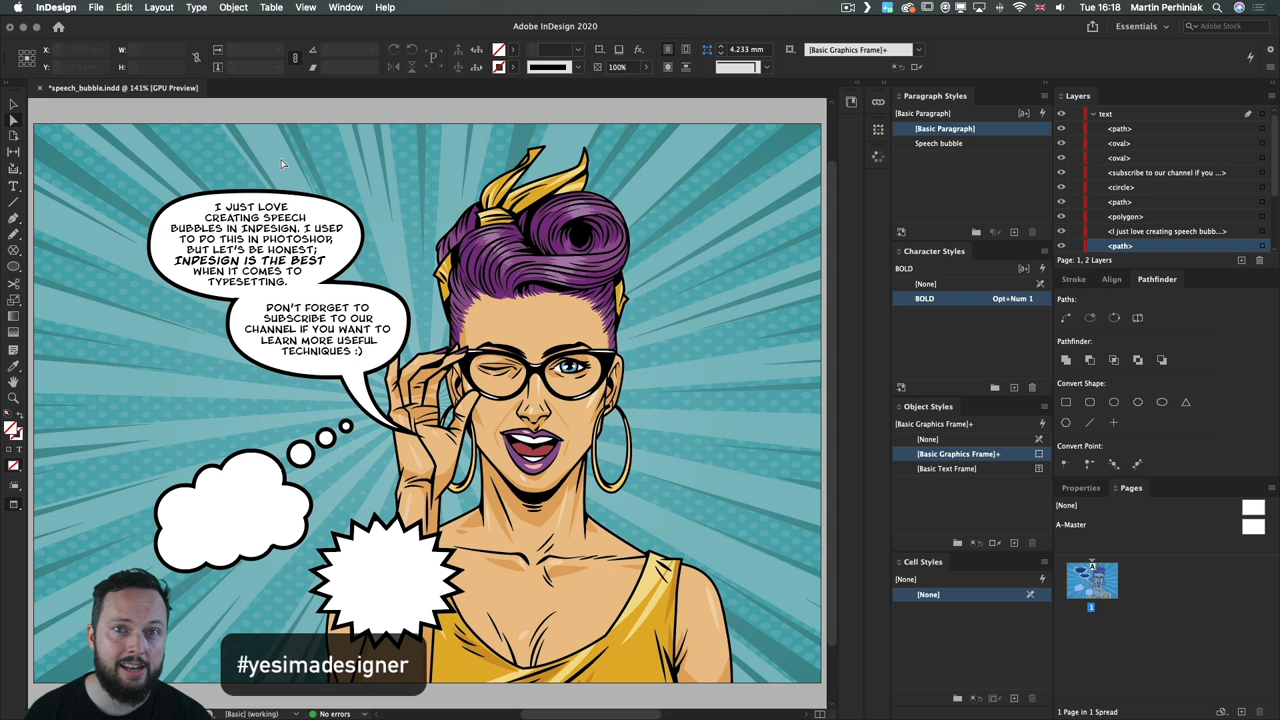 InDesign File Edit Layout Type Object Table View Window Help
Tue 16:18 Martin Perhiniak
Adobe InDesign 2020
Essentials
Adobe Stock
X:
W:
4.233 mm
[Basic Graphics Frame]+
Y:
H:
100%
fx.
*speech_bubble.indd @ 141% [GPU Preview]
I JUST LOVE
CREATING SPEECH
BUBBLES IN INDESIGN. I USED
TO DO THIS IN PHOTOSHOP,
BUT LET'S BE HONEST;
INDESIGN IS THE BEST
WHEN IT COMES TO
TYPESETTING.
DON'T FORGET TO
SUBSCRIBE TO OUR
CHANNEL IF YOU WANT TO
LEARN MORE USEFUL
TECHNIQUES :)
#yesimadesigner
[Basic] (working)
No errors
Paragraph Styles
[Basic Paragraph]
[Basic Paragraph]
Speech bubble
Character Styles
BOLD
[None]
BOLD Opt+Num 1
Object Styles
[Basic Graphics Frame]+
[None]
[Basic Graphics Frame]+
[Basic Text Frame]
Cell Styles
[None]
[None]
Layers
text
<path>
<oval>
<oval>
<subscribe to our channel if you ...>
<circle>
<path>
<polygon>
<I just love creating speech bubb...>
<path>
Page: 1, 2 Layers
Stroke Align Pathfinder
Paths:
Pathfinder:
Convert Shape:
Convert Point:
Properties Pages
[None]
A-Master
A
1
1 Page in 1 Spread